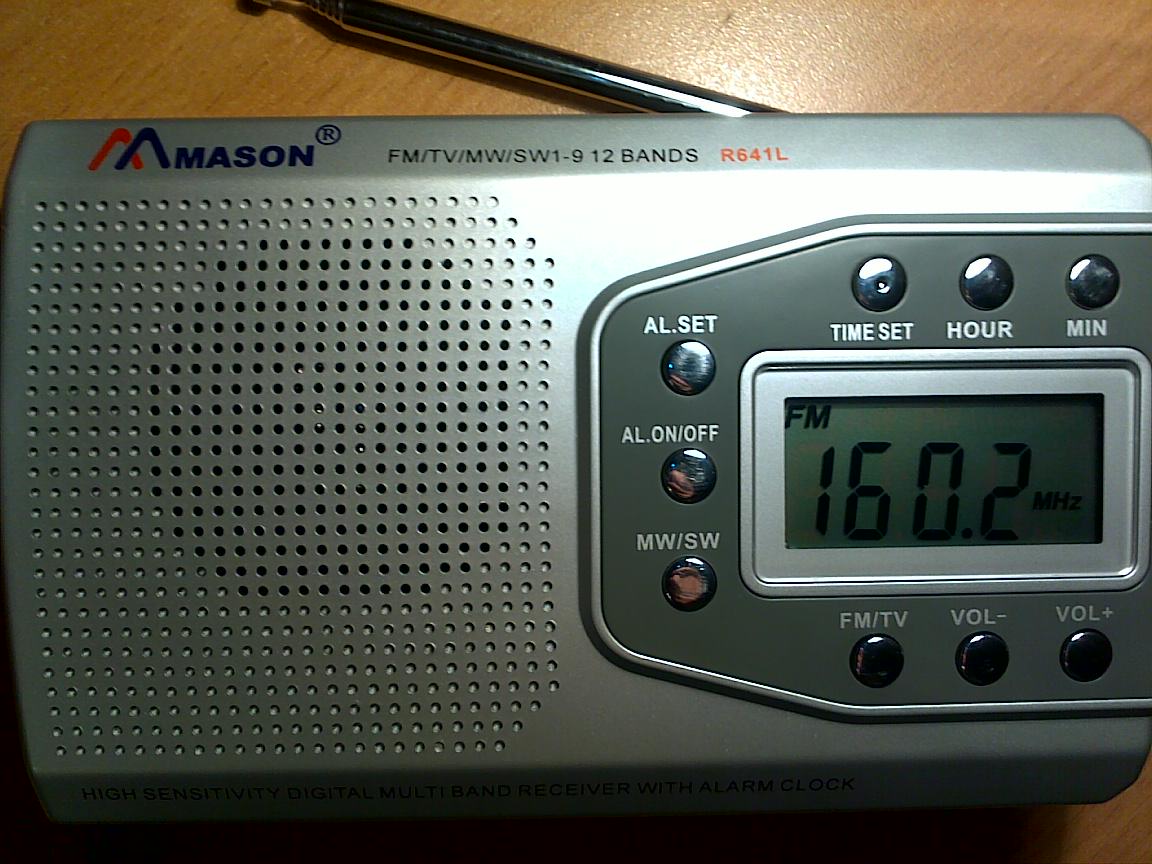 MASON®
FM/TV/MW/SW1-9 12 BANDS R641L
TIME SET HOUR MIN
AL.SET
AL.ON/OFF
MW/SW
FM
160.2 MHz
FM/TV VOL- VOL+
HIGH SENSITIVITY DIGITAL MULTI BAND RECEIVER WITH ALARM CLOCK